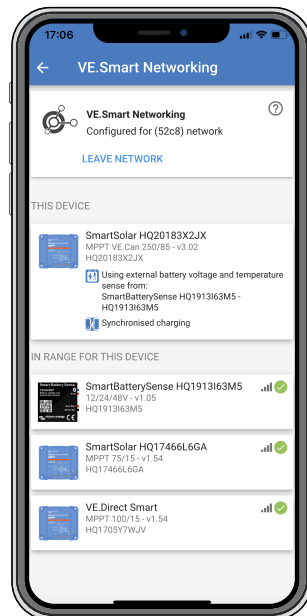 17:06
VE.Smart Networking
VE.Smart Networking
Configured for (52c8) network
LEAVE NETWORK
THIS DEVICE
SmartSolar HQ20183X2JX
MPPT VE.Can 250/85 - v3.02
HQ20183X2JX
Using external battery voltage and temperature
sense from:
SmartBatterySense HQ1913I63M5 -
HQ1913I63M5
Synchronised charging
IN RANGE FOR THIS DEVICE
Smart Battery Sense
SmartBatterySense HQ1913I63M5
12/24/48V - v1.05
HQ1913I63M5
SmartSolar HQ17466L6GA
MPPT 75/15 - v1.54
HQ17466L6GA
VE.Direct Smart
MPPT 100/15 - v1.54
HQ1705Y7WJV